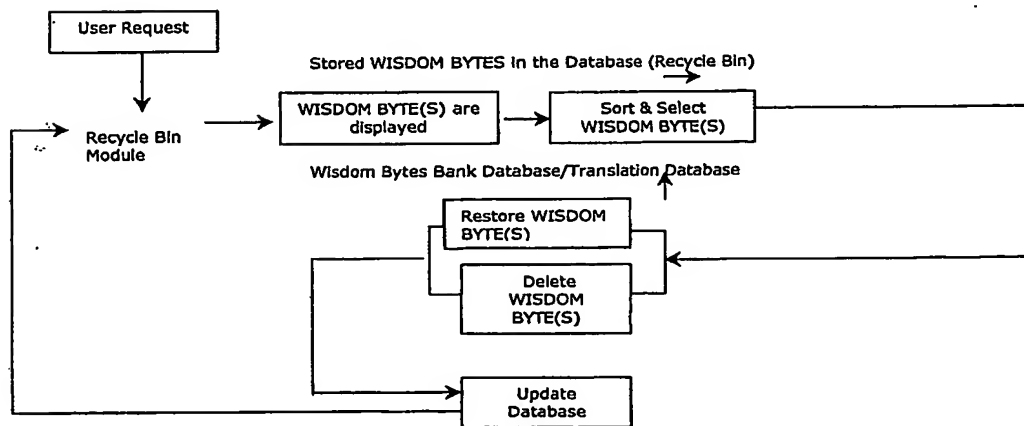 User Request
Stored WISDOM BYTES in the Database (Recycle Bin)
WISDOM BYTE(S) are
displayed
Sort & Select
WISDOM BYTE(S)
Recycle Bin
Module
Wisdom Bytes Bank Database/Translation Database
Restore WISDOM
BYTE(S)
Delete
WISDOM
BYTE(S)
Update
Database